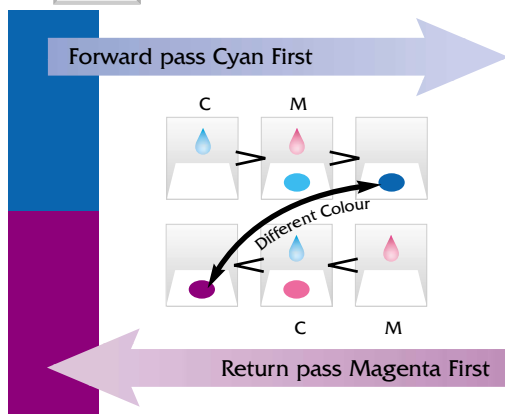 Forward pass Cyan First
C M
> >
Different Colour
< <
C M
Return pass Magenta First